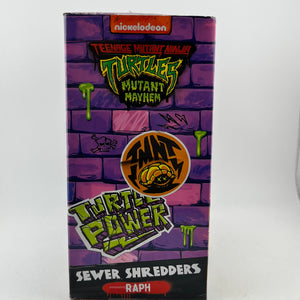 nickelodeon
TEENAGE MUTANT NINJA
TURTLES
MUTANT
MAYHEM
TMNT
TURTLE
POWER
SEWER SHREDDERS
RAPH